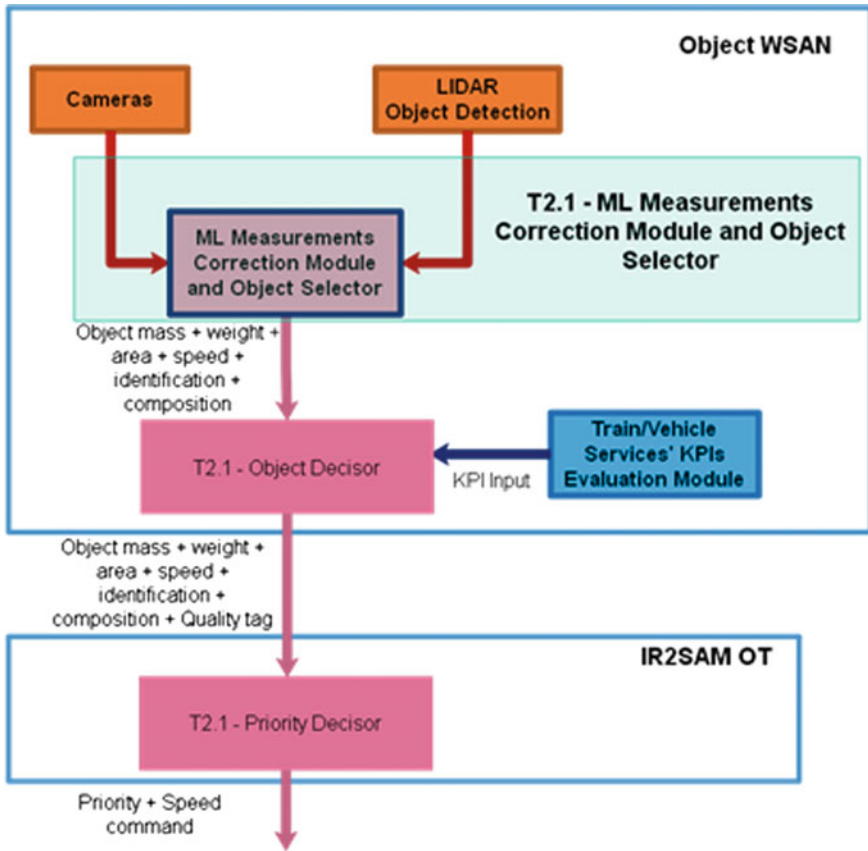 Object WSAN
Cameras
LIDAR
Object Detection
T2.1 - ML Measurements
Correction Module and Object
Selector
ML Measurements
Correction Module
and Object Selector
Object mass + weight +
area + speed +
identification +
composition
T2.1 - Object Decisor
KPI Input
Train/Vehicle
Services' KPIs
Evaluation Module
Object mass + weight +
area + speed +
identification +
composition + Quality tag
IR2SAM OT
T2.1 - Priority Decisor
Priority + Speed
command